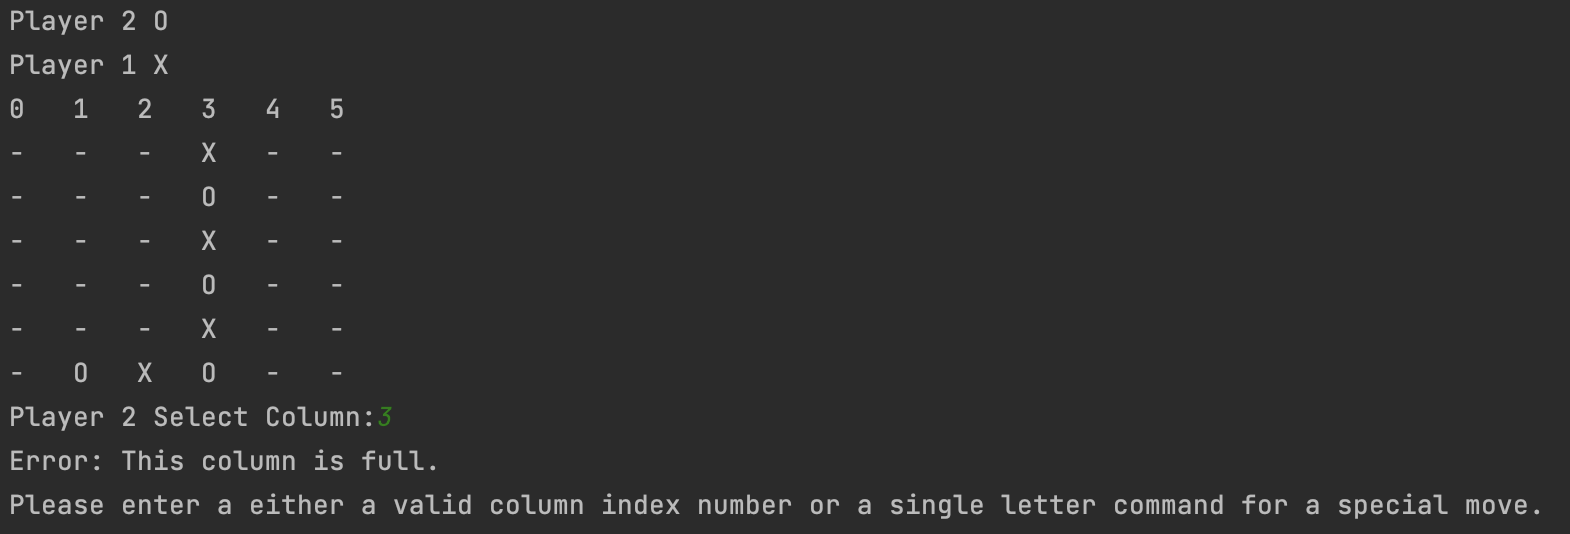 Player 2 O
Player 1 X
0   1   2   3   4   5
-   -   -   X   -   -
-   -   -   O   -   -
-   -   -   X   -   -
-   -   -   O   -   -
-   -   -   X   -   -
-   O   X   O   -   -
Player 2 Select Column:3
Error: This column is full.
Please enter a either a valid column index number or a single letter command for a special move.